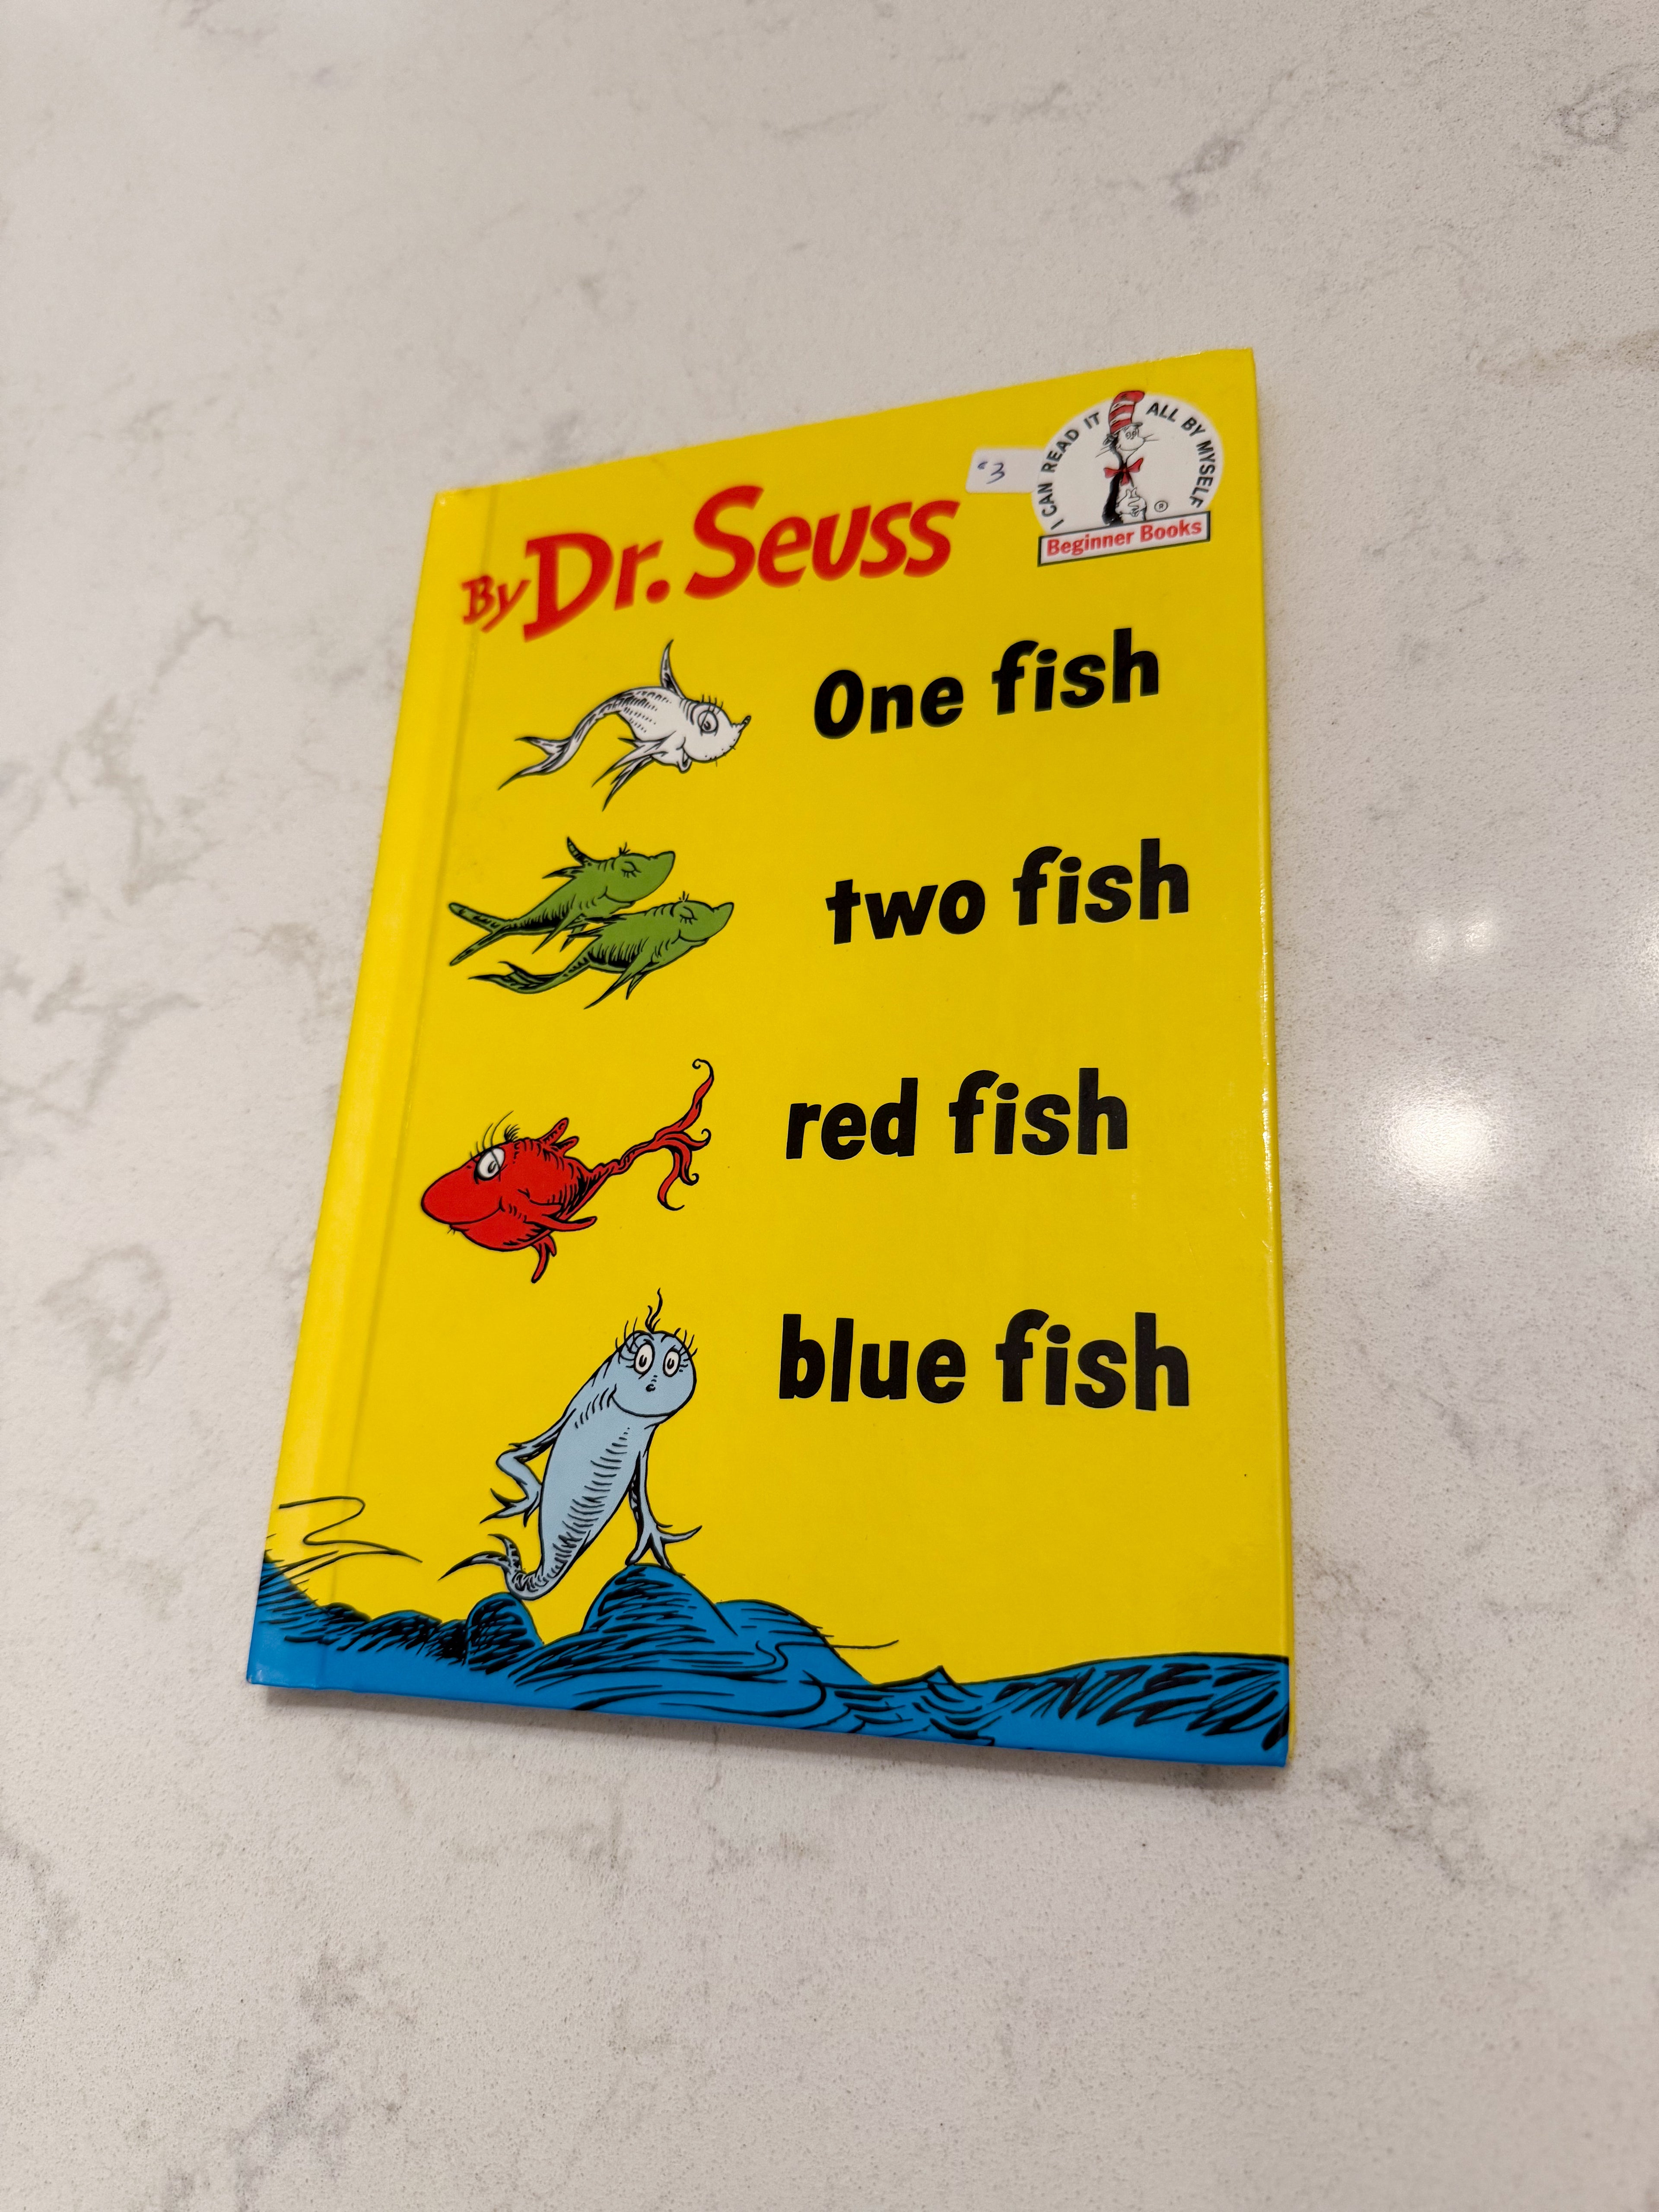 I CAN READ IT ALL BY MYSELF
3
Beginner Books
By Dr. Seuss
One fish
two fish
red fish
blue fish